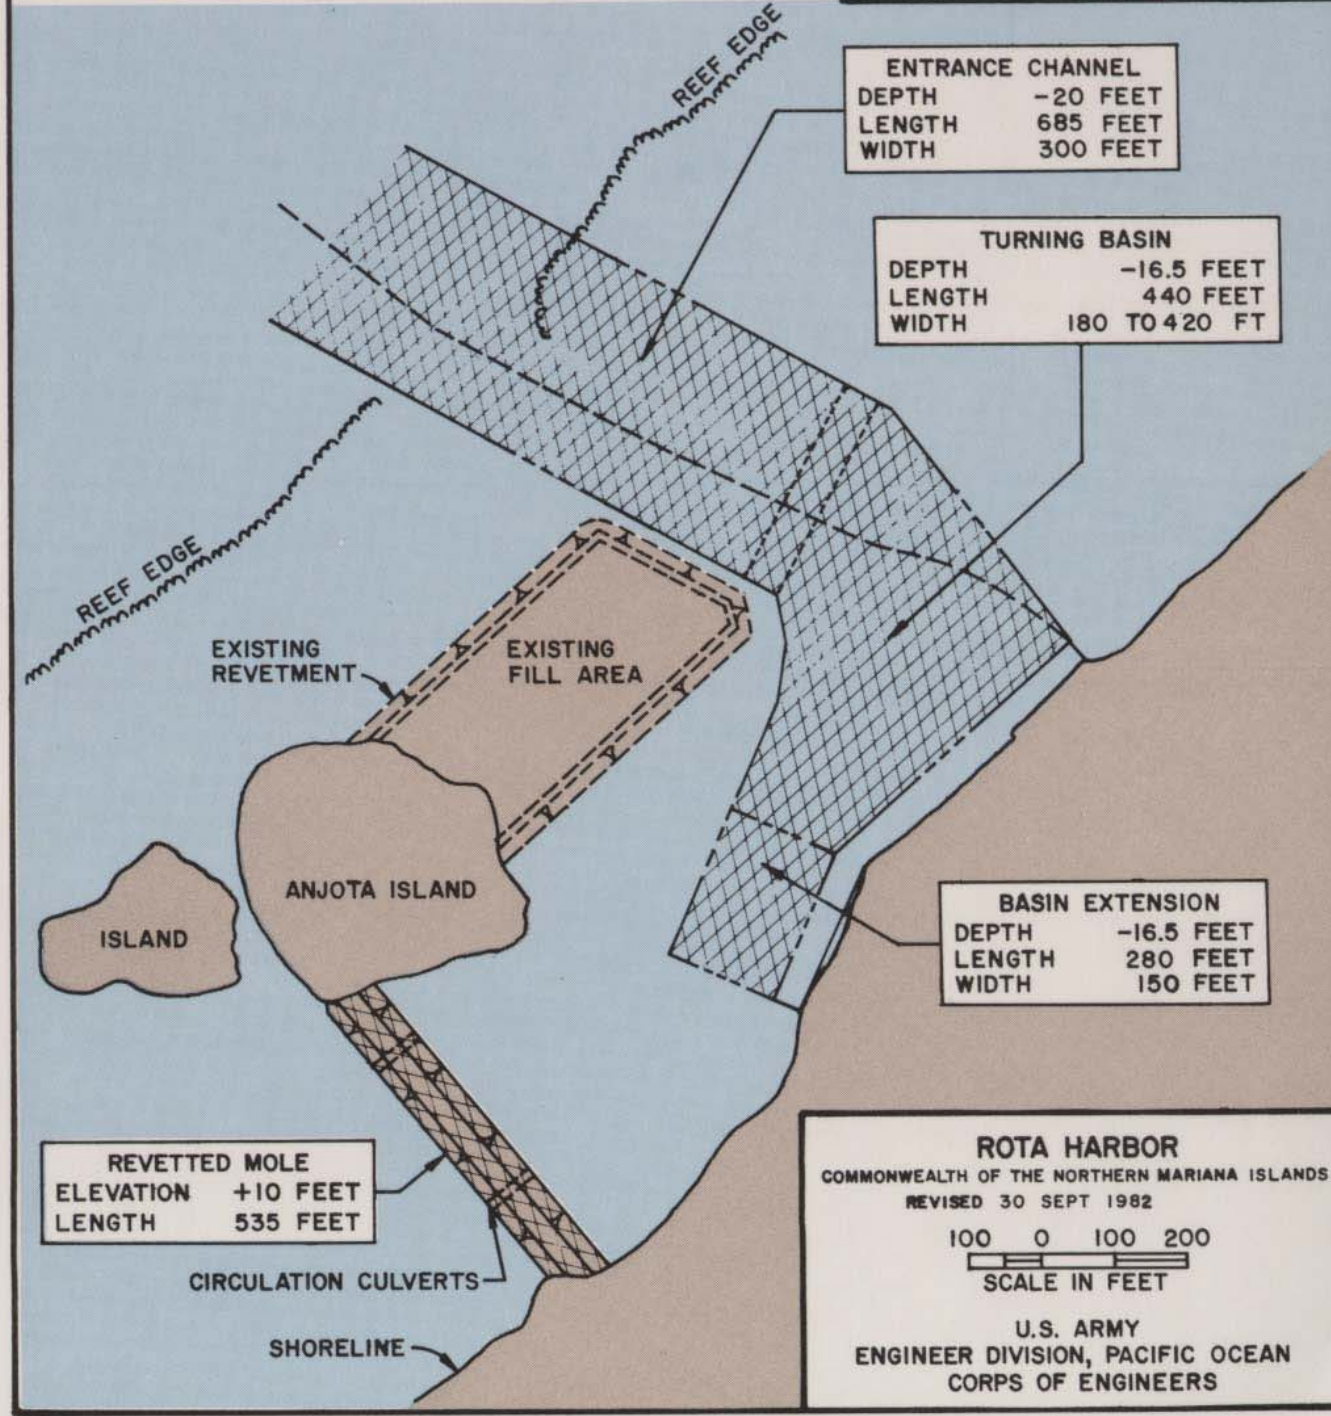 REEF EDGE
ENTRANCE CHANNEL
DEPTH -20 FEET
LENGTH 685 FEET
WIDTH 300 FEET
TURNING BASIN
DEPTH -16.5 FEET
LENGTH 440 FEET
WIDTH 180 TO 420 FT
REEF EDGE
EXISTING
REVETMENT
EXISTING
FILL AREA
ANJOTA ISLAND
ISLAND
BASIN EXTENSION
DEPTH -16.5 FEET
LENGTH 280 FEET
WIDTH 150 FEET
REVETTED MOLE
ELEVATION +10 FEET
LENGTH 535 FEET
CIRCULATION CULVERTS
SHORELINE
ROTA HARBOR
COMMONWEALTH OF THE NORTHERN MARIANA ISLANDS
REVISED 30 SEPT 1982
100 0 100 200
SCALE IN FEET
U.S. ARMY
ENGINEER DIVISION, PACIFIC OCEAN
CORPS OF ENGINEERS